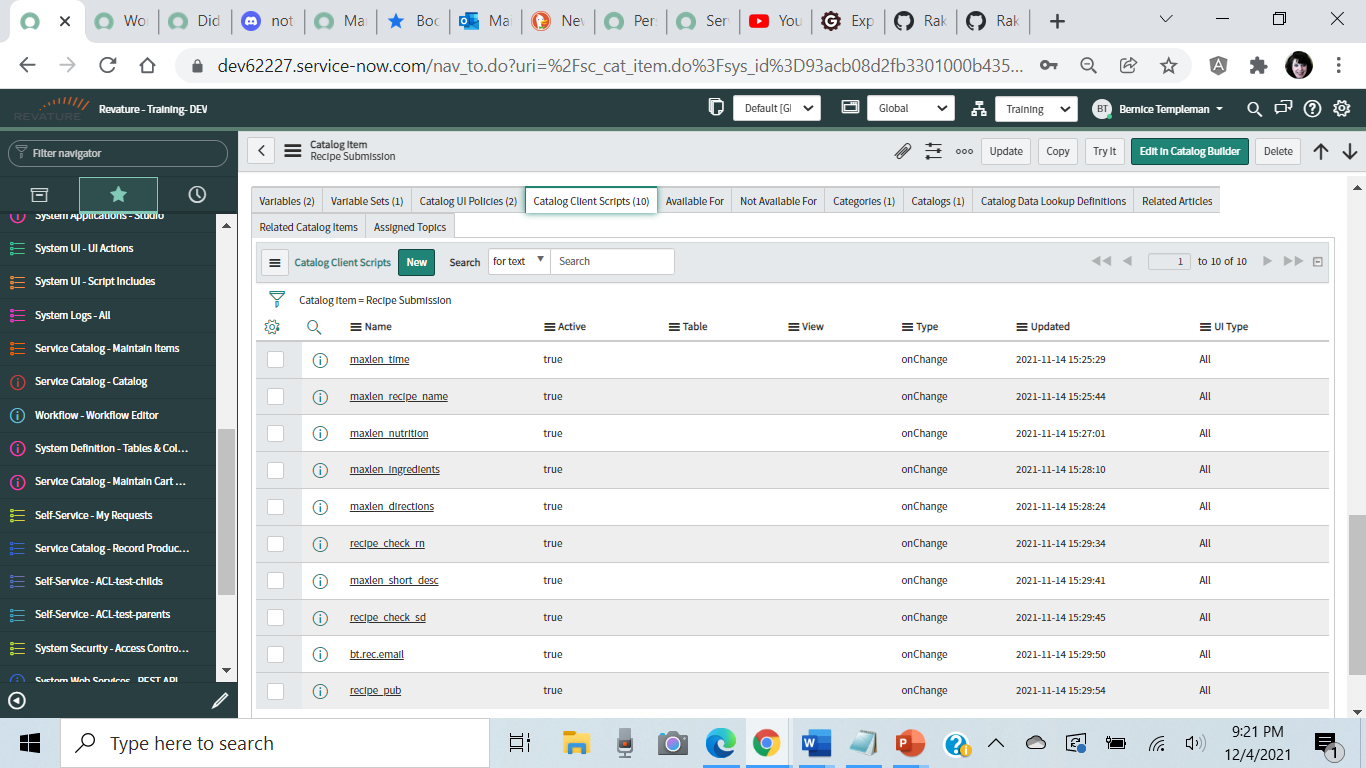 Wo
Did
not
Ma
Boo
Ma
Nev
Per
Ser
You
Exp
Rak
Rak
dev62227.service-now.com/nav_to.do?uri=%2Fsc_cat_item.do%3Fsys_id%3D93acb08d2fb3301000b435...
REVATURE Revature - Training- DEV
Default [Gl
Global
Training
BT Bernice Templeman
Filter navigator
Catalog Item
Recipe Submission
Update Copy Try It Edit in Catalog Builder Delete
Variables (2) Variable Sets (1) Catalog UI Policies (2) Catalog Client Scripts (10) Available For Not Available For Categories (1) Catalogs (1) Catalog Data Lookup Definitions Related Articles
Related Catalog Items Assigned Topics
System Applications - Studio
System UI - UI Actions
System UI - Script Includes
System Logs - All
Service Catalog - Maintain Items
Service Catalog - Catalog
Workflow - Workflow Editor
System Definition - Tables & Col...
Service Catalog - Maintain Cart ...
Self-Service - My Requests
Service Catalog - Record Produc...
Self-Service - ACL-test-childs
Self-Service - ACL-test-parents
System Security - Access Contro...
System Web Services - REST API
Catalog Client Scripts New Search for text Search 1 to 10 of 10
Catalog Item = Recipe Submission
Name Active Table View Type Updated UI Type
maxlen_time true onChange 2021-11-14 15:25:29 All
maxlen_recipe_name true onChange 2021-11-14 15:25:44 All
maxlen_nutrition true onChange 2021-11-14 15:27:01 All
maxlen_ingredients true onChange 2021-11-14 15:28:10 All
maxlen_directions true onChange 2021-11-14 15:28:24 All
recipe_check_rn true onChange 2021-11-14 15:29:34 All
maxlen_short_desc true onChange 2021-11-14 15:29:41 All
recipe_check_sd true onChange 2021-11-14 15:29:45 All
bt.rec.email true onChange 2021-11-14 15:29:50 All
recipe_pub true onChange 2021-11-14 15:29:54 All
Type here to search
9:21 PM
12/4/2021
1